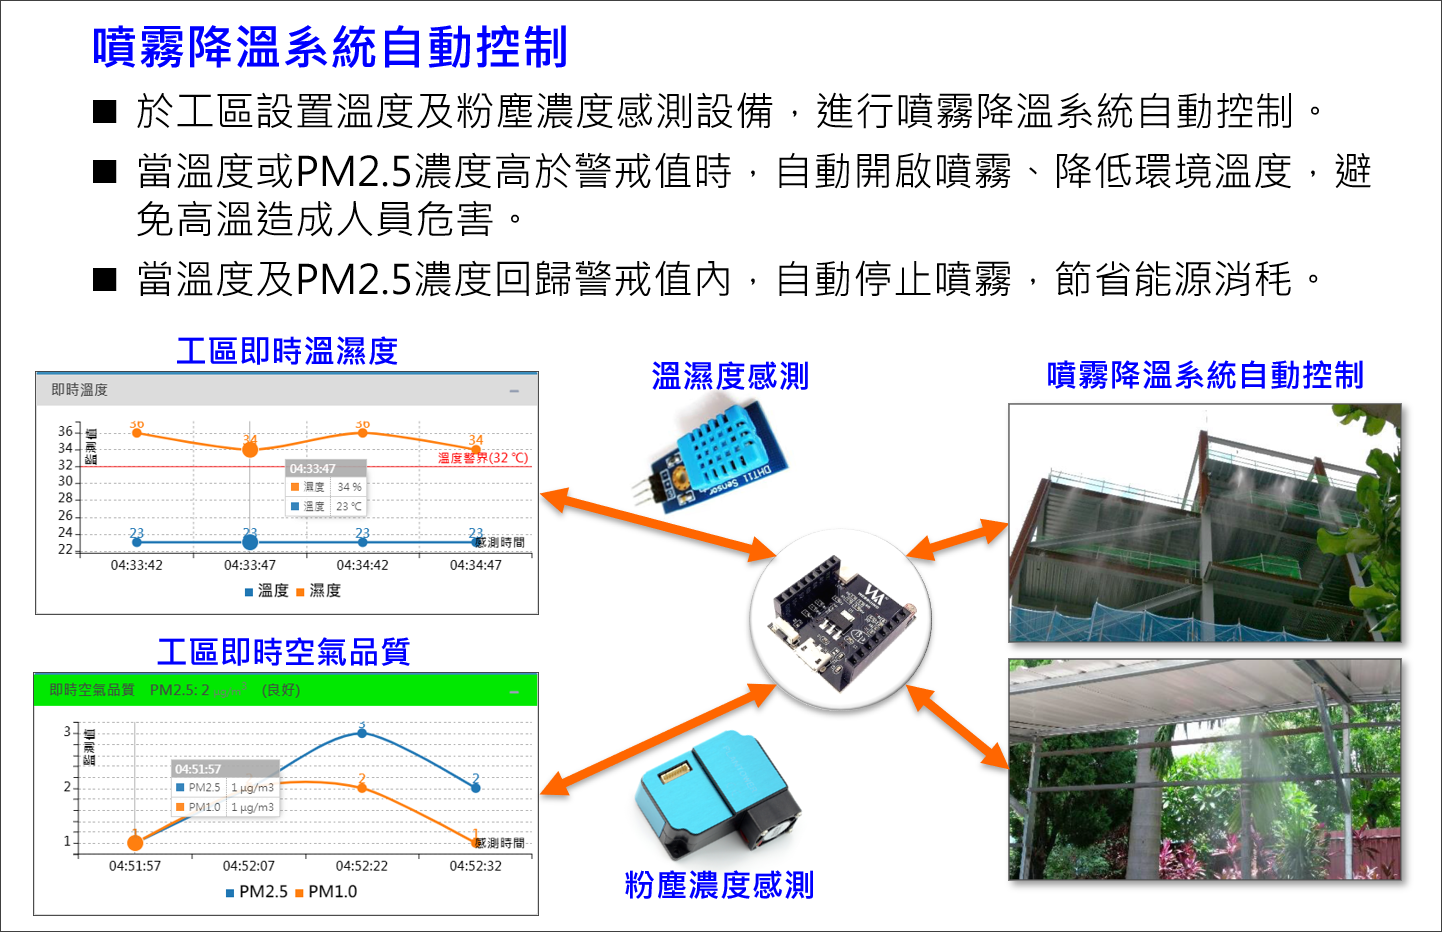 噴霧降溫系統自動控制
■ 於工區設置溫度及粉塵濃度感測設備，進行噴霧降溫系統自動控制。
■ 當溫度或PM2.5濃度高於警戒值時，自動開啟噴霧、降低環境溫度，避
免高溫造成人員危害。
■ 當溫度及PM2.5濃度回歸警戒值內，自動停止噴霧，節省能源消耗。
工區即時溫濕度
即時溫度
監測值
36
34
32
30
28
26
24
22
36
34
36
34
溫度警界(32 ℃)
04:33:47
濕度 34 %
溫度 23 ℃
23
23
23
23
感測時間
04:33:42
04:33:47
04:34:42
04:34:47
溫度 濕度
工區即時空氣品質
即時空氣品質 PM2.5: 2 μg/m³ (良好)
監測值
3
2
1
3
2
2
1
1
04:51:57
PM2.5 1 μg/m3
PM1.0 1 μg/m3
感測時間
04:51:57
04:52:07
04:52:22
04:52:32
PM2.5 PM1.0
溫濕度感測
DHT11 Sensor
粉塵濃度感測
噴霧降溫系統自動控制